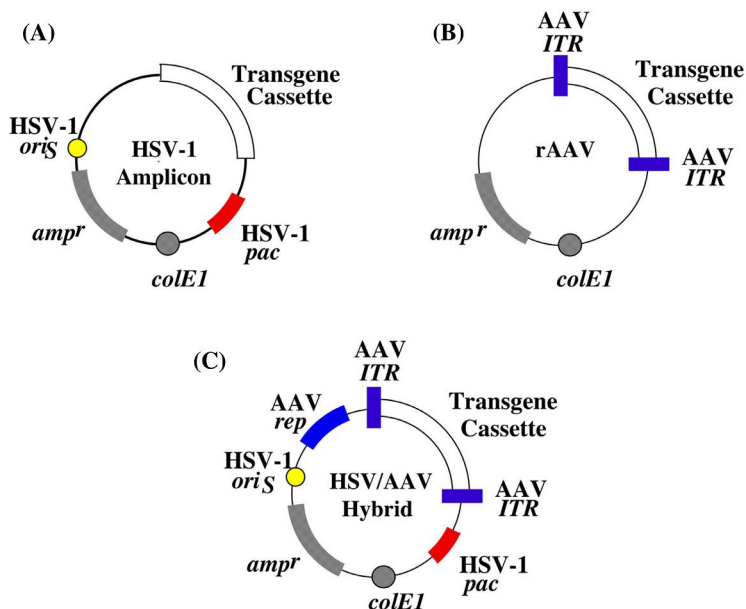 (A)
Transgene
Cassette
HSV-1
oriS
HSV-1
Amplicon
ampr
HSV-1
pac
colE1
(B)
AAV
ITR
Transgene
Cassette
rAAV
AAV
ITR
amp r
colE1
(C)
AAV
ITR
AAV
rep
Transgene
Cassette
HSV-1
ori S
HSV/AAV
Hybrid
AAV
ITR
ampr
HSV-1
pac
colE1